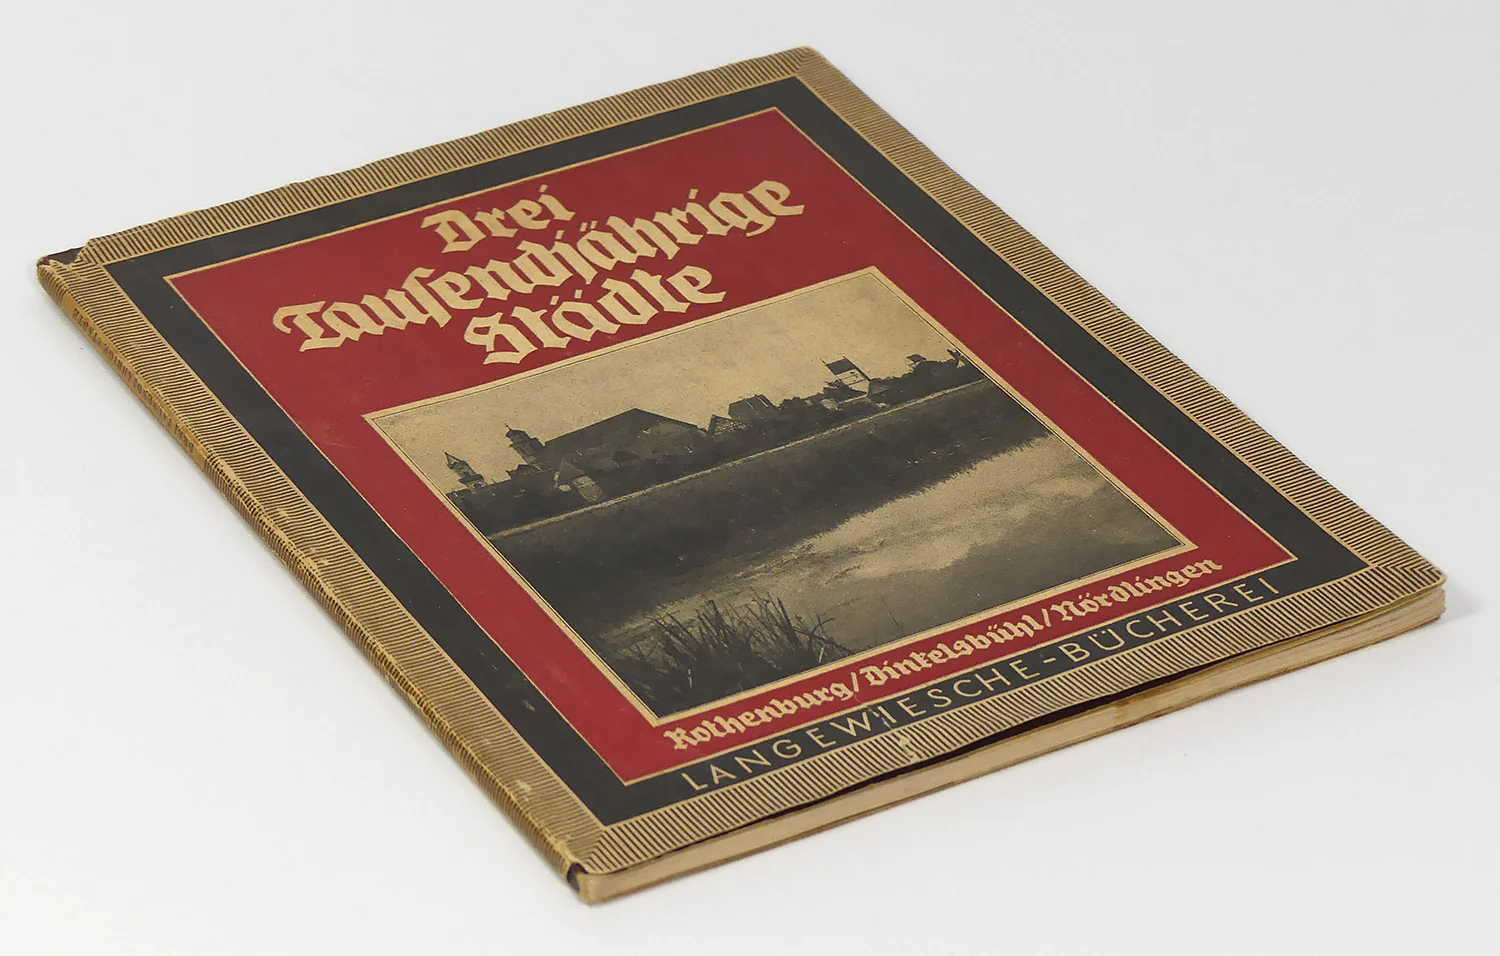 Drei
Tausendjährige
Städte
Rothenburg/Dinkelsbühl/Nördlingen
LANGEWIESCHE-BÜCHEREI